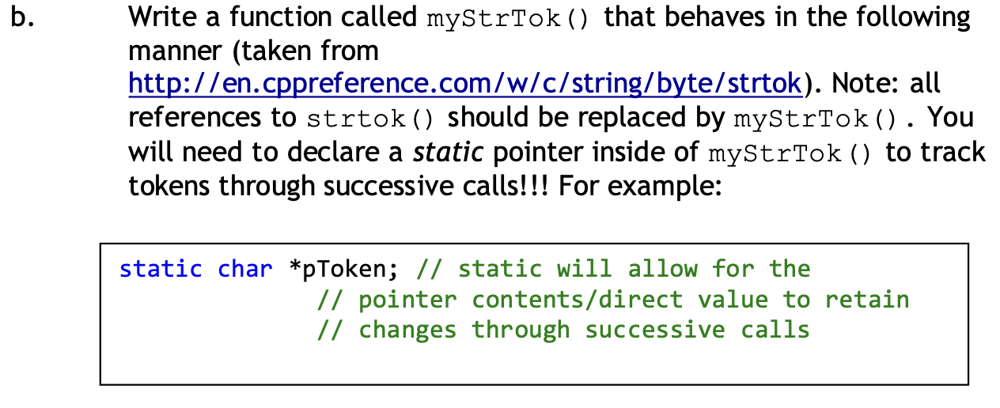 b. Write a function called myStrTok() that behaves in the following
manner (taken from
http://en.cppreference.com/w/c/string/byte/strtok). Note: all
references to strtok() should be replaced by myStrTok(). You
will need to declare a static pointer inside of myStrTok() to track
tokens through successive calls!!! For example:
static char *pToken; // static will allow for the
// pointer contents/direct value to retain
// changes through successive calls